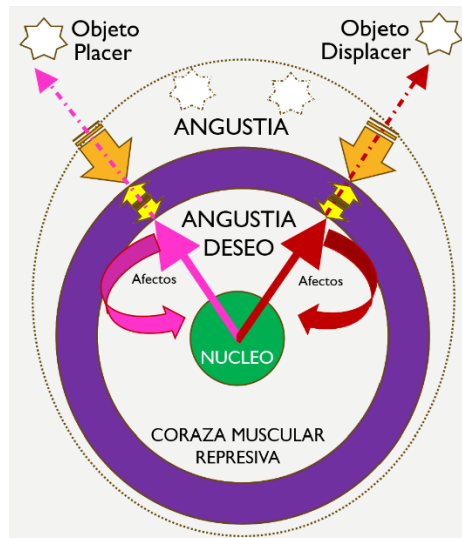 Objeto
Placer
Objeto
Displacer
ANGUSTIA
ANGUSTIA
DESEO
Afectos
Afectos
NUCLEO
CORAZA MUSCULAR
REPRESIVA